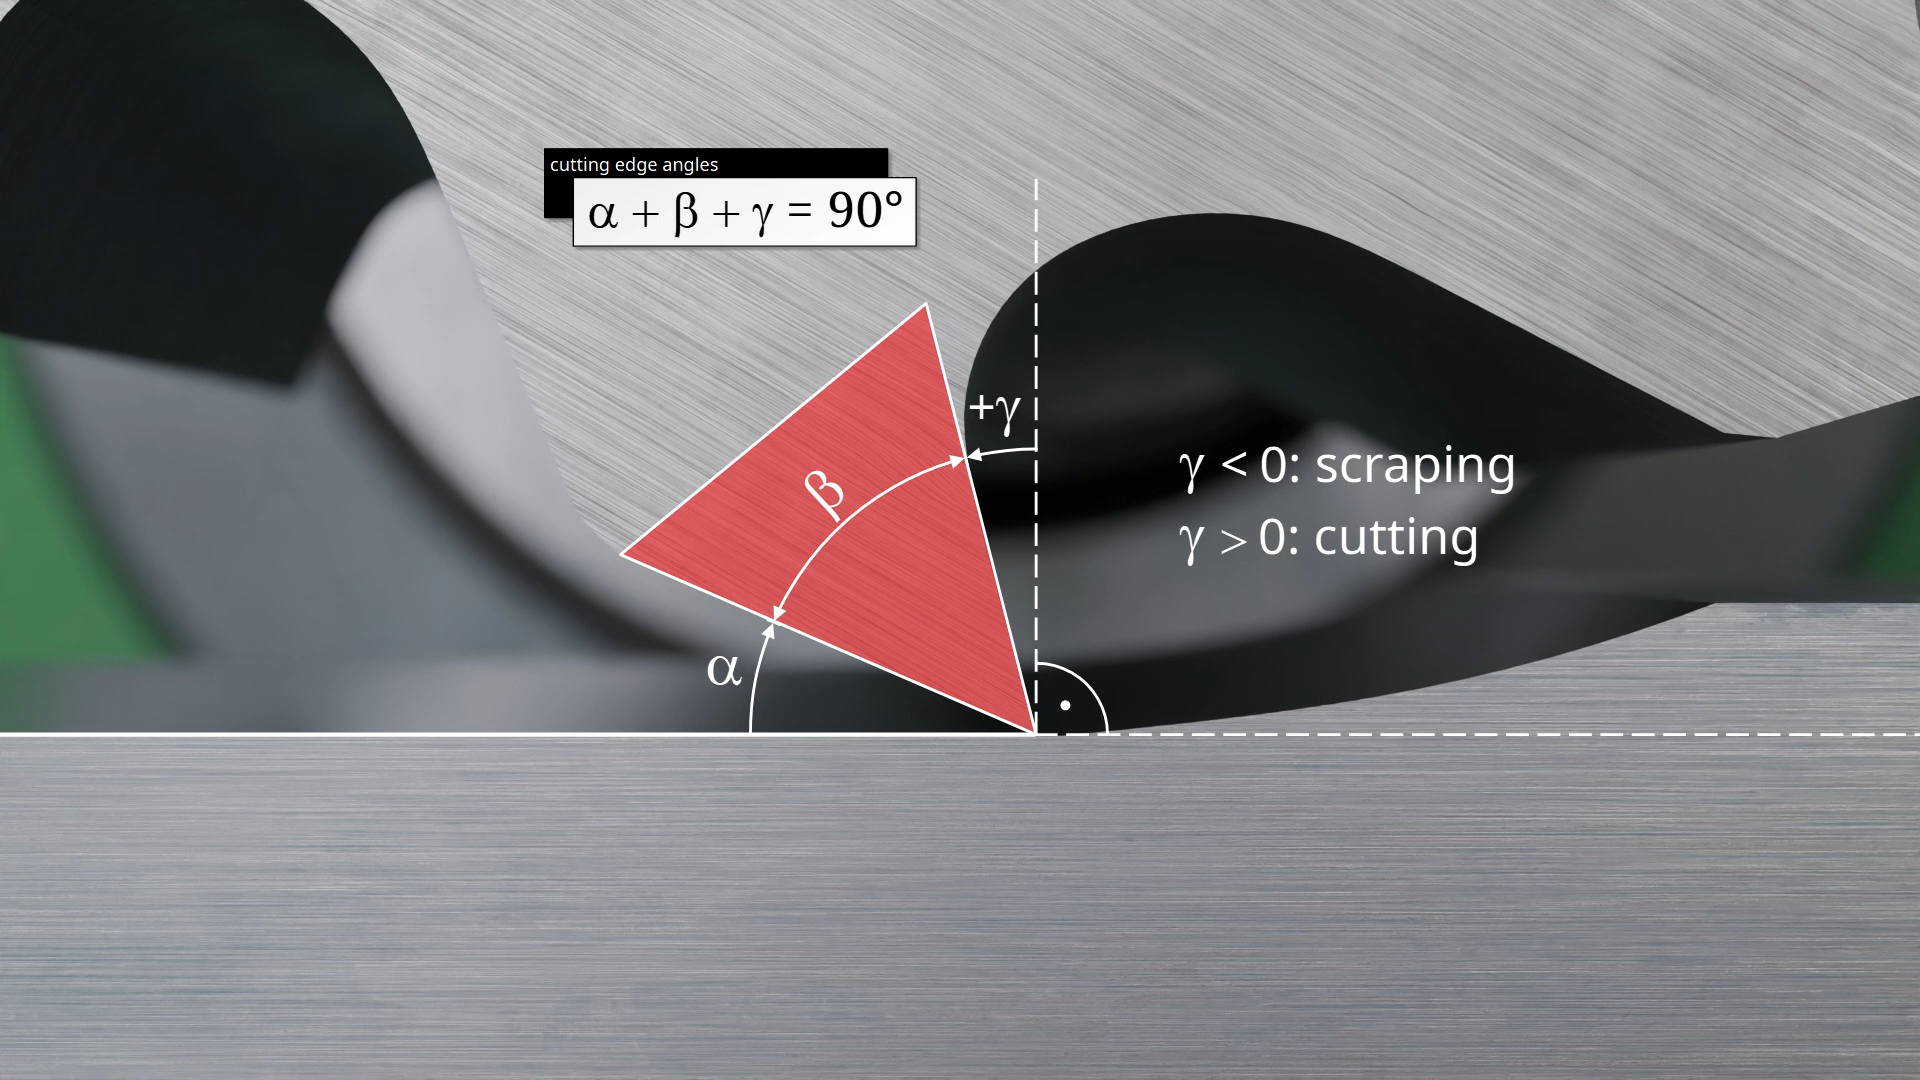 cutting edge angles
α + β + γ = 90°
+γ
β
α
γ < 0: scraping
γ > 0: cutting